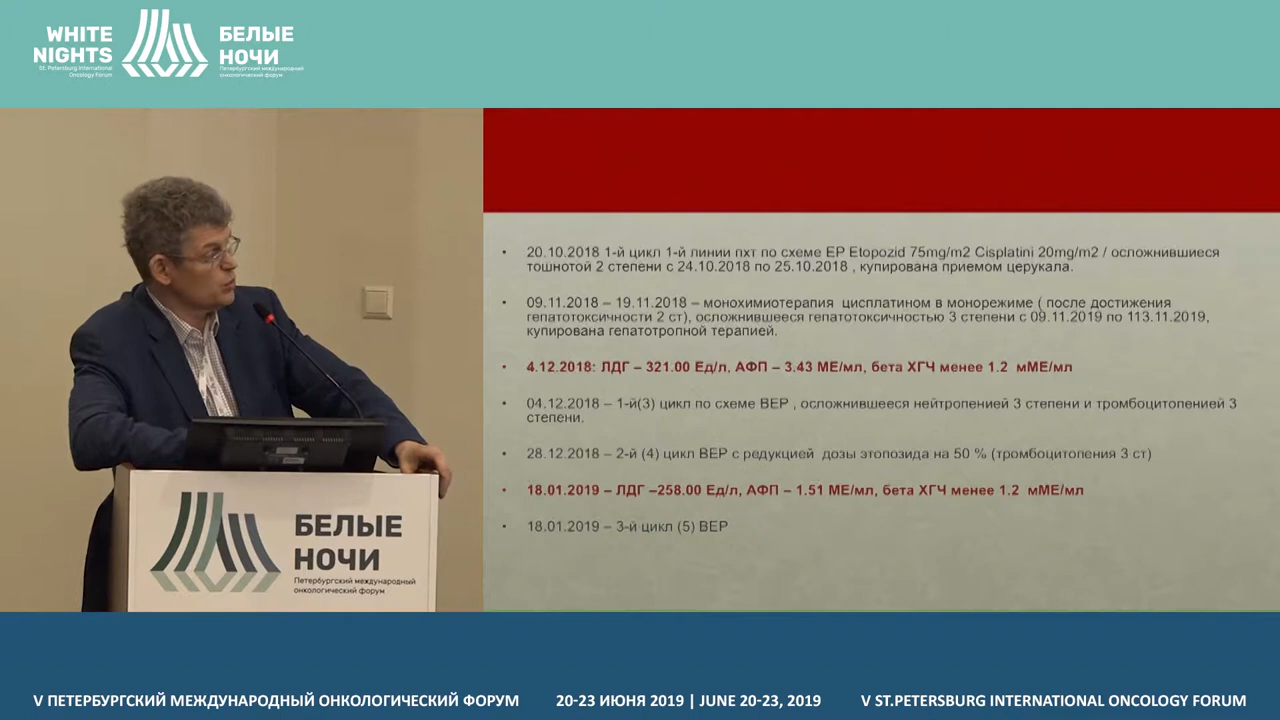 WHITE
NIGHTS
St. Petersburg International
Oncology Forum
БЕЛЫЕ
НОЧИ
Петербургский международный
онкологический форум
• 20.10.2018 1-й цикл 1-й линии пхт по схеме EP Etopozid 75mg/m2 Cisplatini 20mg/m2 / осложнившиеся
тошнотой 2 степени с 24.10.2018 по 25.10.2018 , купирована приемом церукала.
• 09.11.2018 – 19.11.2018 – монохимиотерапия цисплатином в монорежиме ( после достижения
гепатотоксичности 2 ст), осложнившееся гепатотоксичностью 3 степени с 09.11.2019 по 113.11.2019,
купирована гепатотропной терапией.
• 4.12.2018: ЛДГ – 321.00 Ед/л, АФП – 3.43 МЕ/мл, бета ХГЧ менее 1.2 мМЕ/мл
• 04.12.2018 – 1-й(3) цикл по схеме BEP , осложнившееся нейтропенией 3 степени и тромбоцитопенией 3
степени.
• 28.12.2018 – 2-й (4) цикл BEP с редукцией дозы этопозида на 50 % (тромбоцитопения 3 ст)
• 18.01.2019 – ЛДГ –258.00 Ед/л, АФП – 1.51 МЕ/мл, бета ХГЧ менее 1.2 мМЕ/мл
• 18.01.2019 – 3-й цикл (5) BEP
БЕЛЫЕ
НОЧИ
Петербургский международный
онкологический форум
V ПЕТЕРБУРГСКИЙ МЕЖДУНАРОДНЫЙ ОНКОЛОГИЧЕСКИЙ ФОРУМ 20-23 ИЮНЯ 2019 | JUNE 20-23, 2019 V ST.PETERSBURG INTERNATIONAL ONCOLOGY FORUM